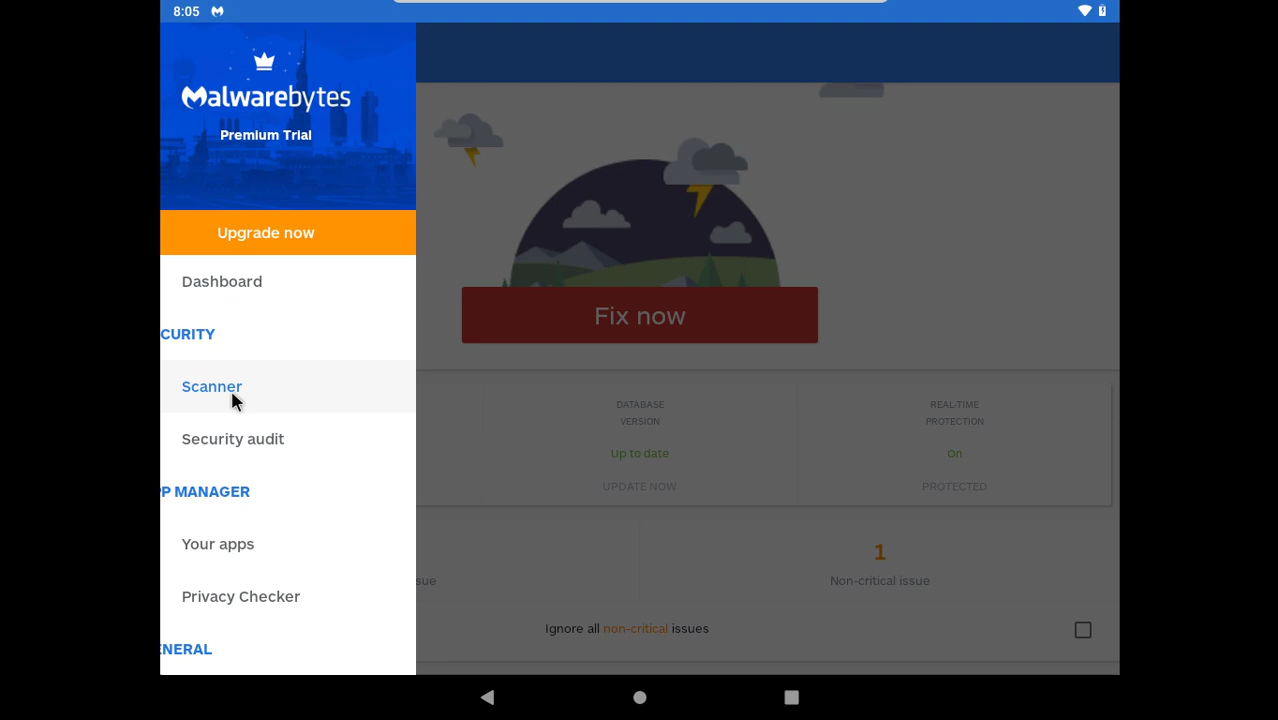 8:05
Malwarebytes
Premium Trial
Upgrade now
Dashboard
CURITY
Scanner
Security audit
P MANAGER
Your apps
Privacy Checker
ENERAL
Fix now
DATABASE
VERSION
Up to date
UPDATE NOW
REAL-TIME
PROTECTION
On
PROTECTED
sue
1
Non-critical issue
Ignore all non-critical issues